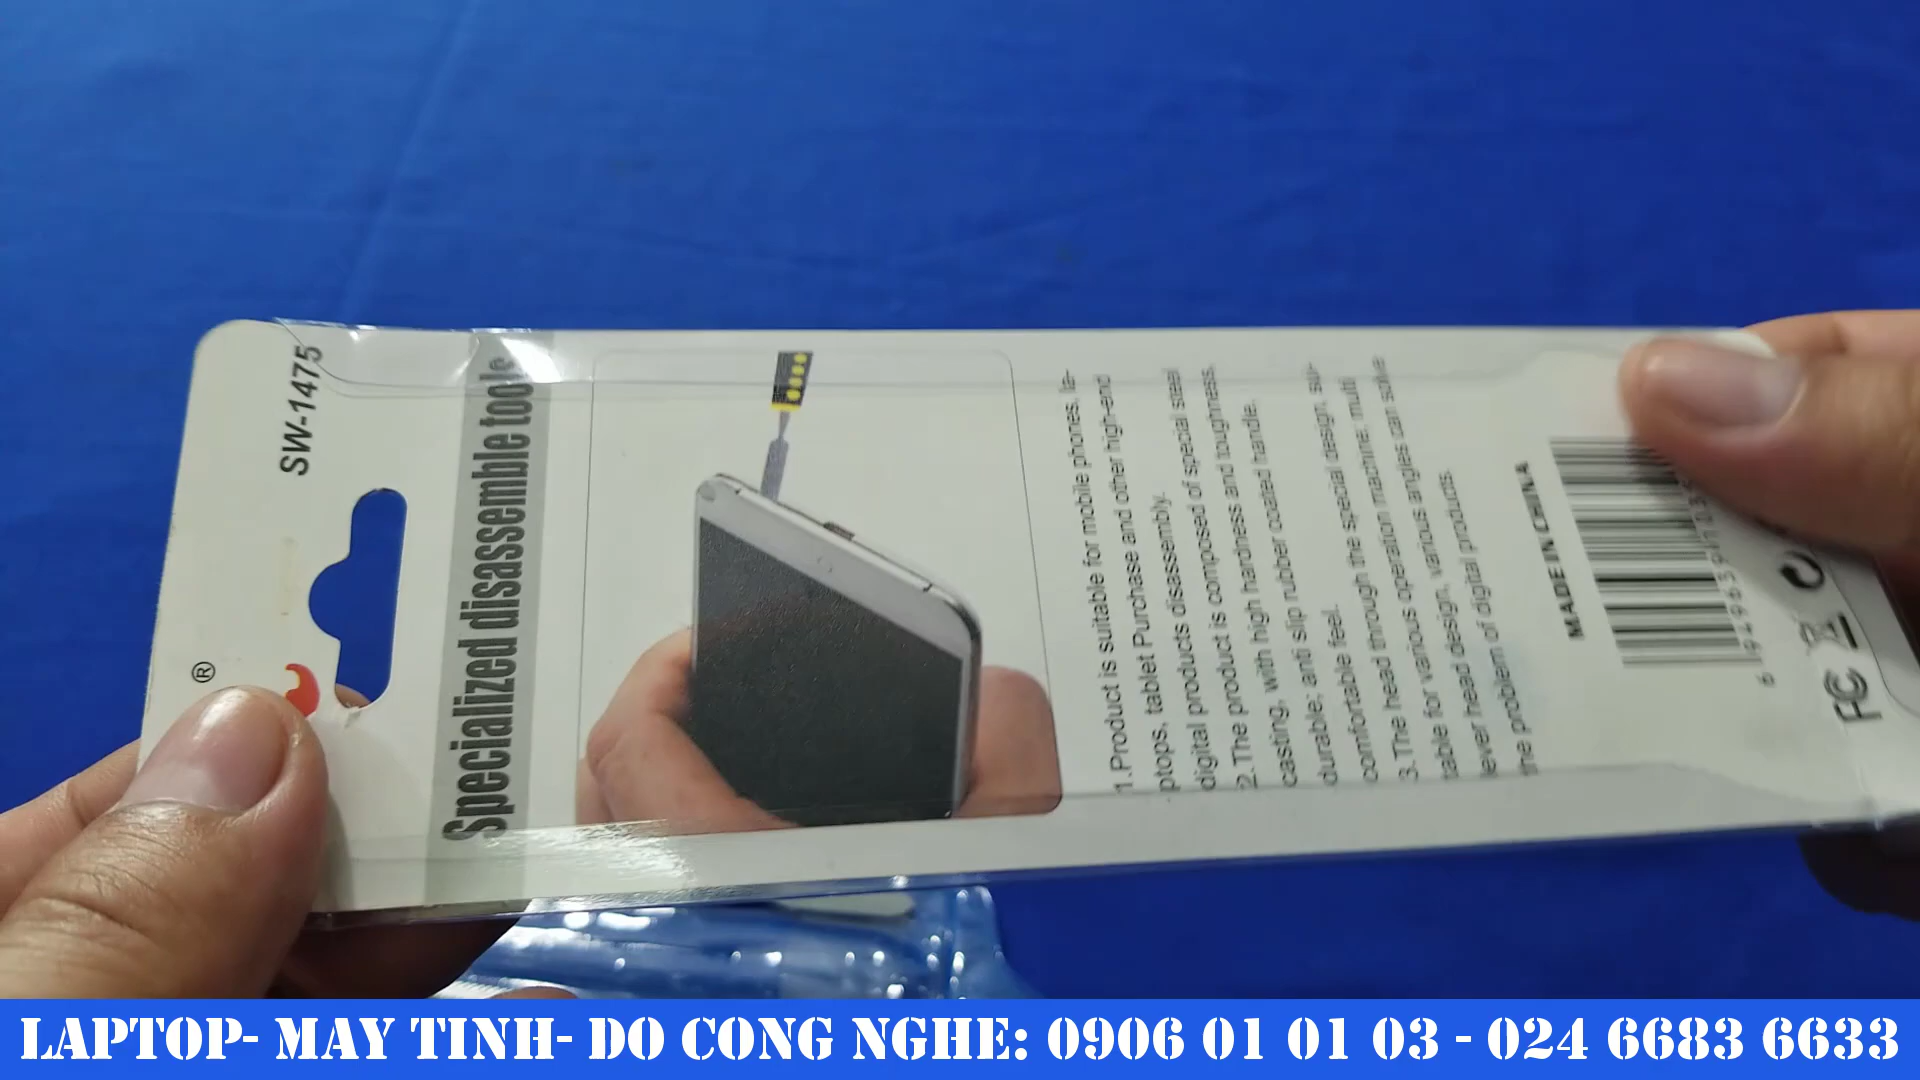 SW-1475
®
Specialized disassemble tools
1.Product is suitable for mobile phones, la-
ptops, tablet Purchase and other high-end
digital products disassembly.
2.The product is composed of special steel
casting, with high hardness and toughness,
durable; anti slip rubber coated handle.
comfortable feel.
3.The head through the special design, sui-
table for various operation machine, multi
lever head design, various angles can solve
the problem of digital products.
MADE IN CHINA
FC
LAPTOP- MAY TINH- DO CONG NGHE: 0906 01 01 03 - 024 6683 6633